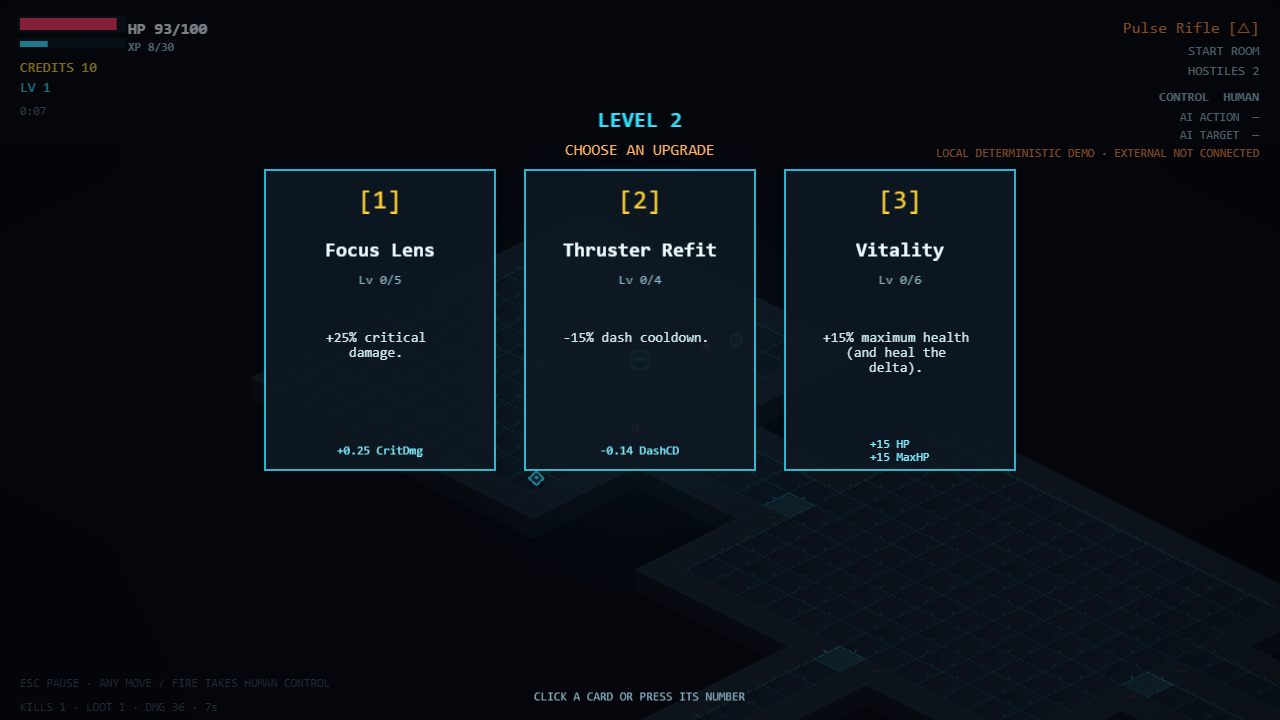 HP 93/100
XP 8/30
CREDITS 10
LV 1
0:07
Pulse Rifle [△]
START ROOM
HOSTILES 2
CONTROL HUMAN
AI ACTION —
AI TARGET —
LOCAL DETERMINISTIC DEMO · EXTERNAL NOT CONNECTED
LEVEL 2
CHOOSE AN UPGRADE
[1]
Focus Lens
Lv 0/5
+25% critical
damage.
+0.25 CritDmg
[2]
Thruster Refit
Lv 0/4
-15% dash cooldown.
-0.14 DashCD
[3]
Vitality
Lv 0/6
+15% maximum health
(and heal the
delta).
+15 HP
+15 MaxHP
ESC PAUSE · ANY MOVE / FIRE TAKES HUMAN CONTROL
KILLS 1 · LOOT 1 · DMG 36 · 7s
CLICK A CARD OR PRESS ITS NUMBER